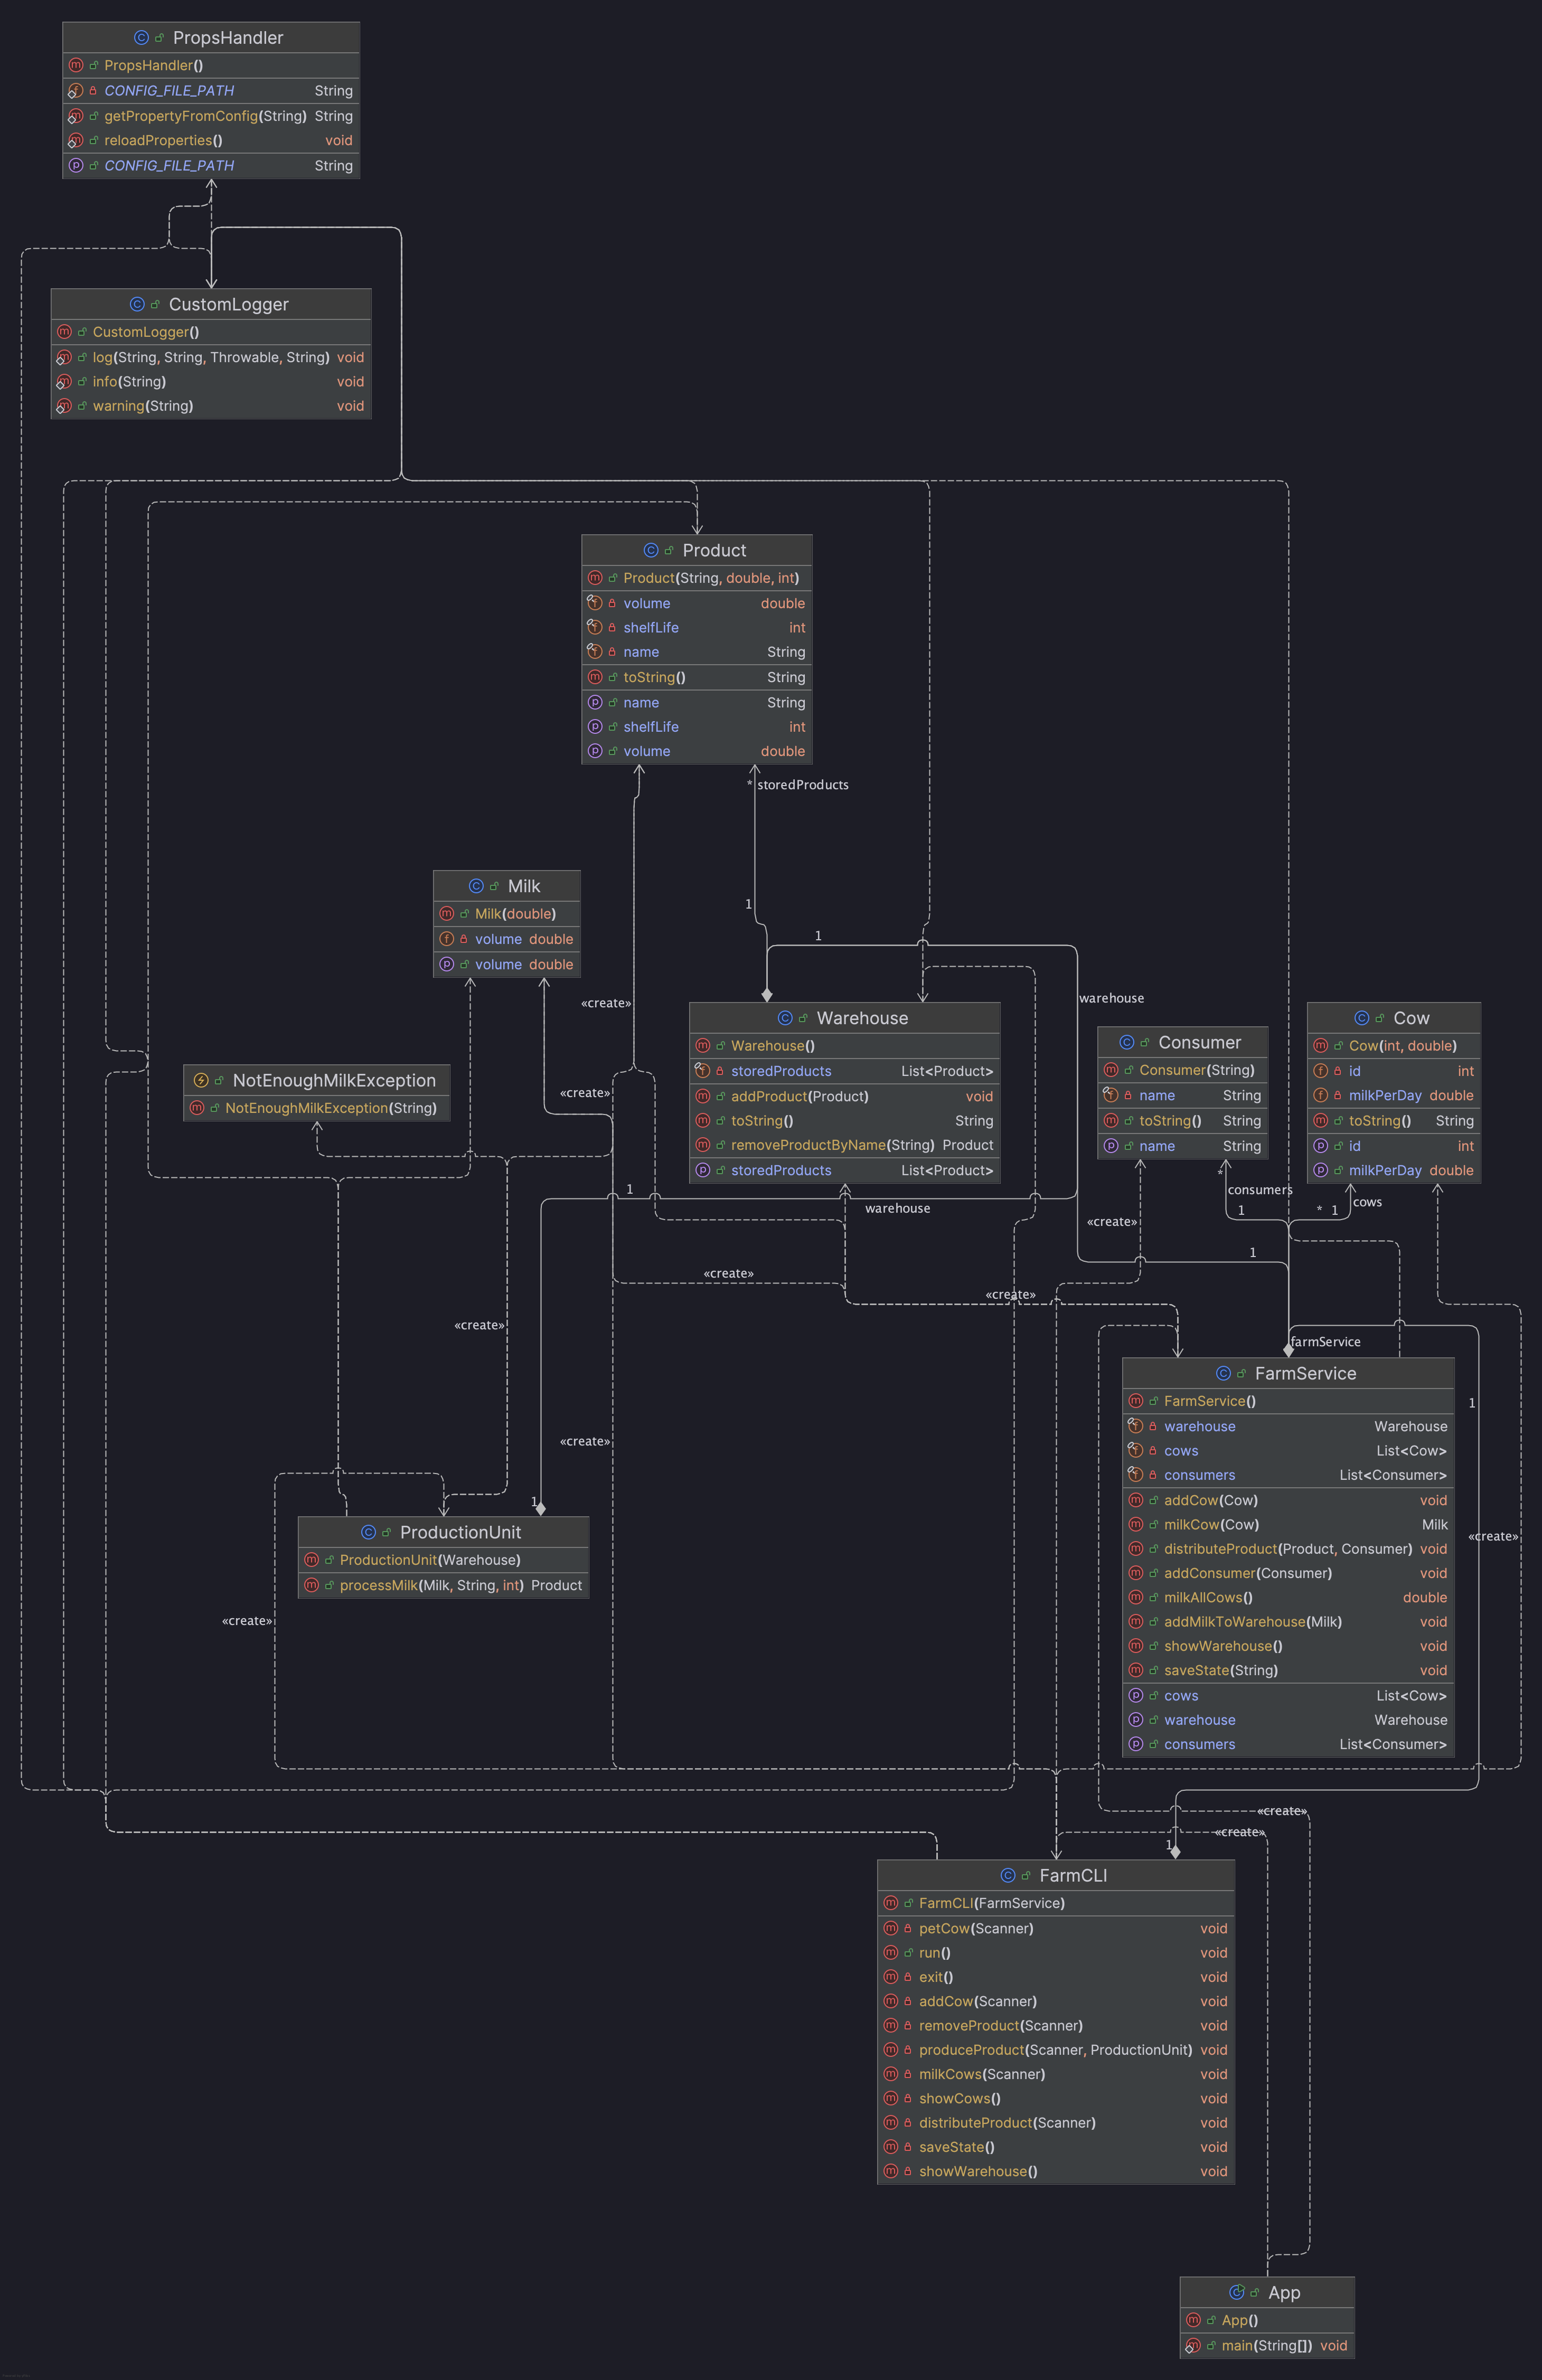 PropsHandler
PropsHandler()
CONFIG_FILE_PATH String
getPropertyFromConfig(String) String
reloadProperties() void
CONFIG_FILE_PATH String
CustomLogger
CustomLogger()
log(String, String, Throwable, String) void
info(String) void
warning(String) void
Product
Product(String, double, int)
volume double
shelfLife int
name String
toString() String
name String
shelfLife int
volume double
* storedProducts
1
Milk
Milk(double)
volume double
volume double
«create»
«create»
1
warehouse
Warehouse
Warehouse()
storedProducts List<Product>
addProduct(Product) void
toString() String
removeProductByName(String) Product
storedProducts List<Product>
Consumer
Consumer(String)
name String
toString() String
name String
Cow
Cow(int, double)
id int
milkPerDay double
toString() String
id int
milkPerDay double
NotEnoughMilkException
NotEnoughMilkException(String)
1
warehouse
*
consumers
1
* 1
cows
«create»
1
«create»
«create»
«create»
farmService
1
«create»
«create»
FarmService
FarmService()
warehouse Warehouse
cows List<Cow>
consumers List<Consumer>
addCow(Cow) void
milkCow(Cow) Milk
distributeProduct(Product, Consumer) void
addConsumer(Consumer) void
milkAllCows() double
addMilkToWarehouse(Milk) void
showWarehouse() void
saveState(String) void
cows List<Cow>
warehouse Warehouse
consumers List<Consumer>
1
ProductionUnit
ProductionUnit(Warehouse)
processMilk(Milk, String, int) Product
«create»
«create»
«create»
1
FarmCLI
FarmCLI(FarmService)
petCow(Scanner) void
run() void
exit() void
addCow(Scanner) void
removeProduct(Scanner) void
produceProduct(Scanner, ProductionUnit) void
milkCows(Scanner) void
showCows() void
distributeProduct(Scanner) void
saveState() void
showWarehouse() void
App
App()
main(String[]) void